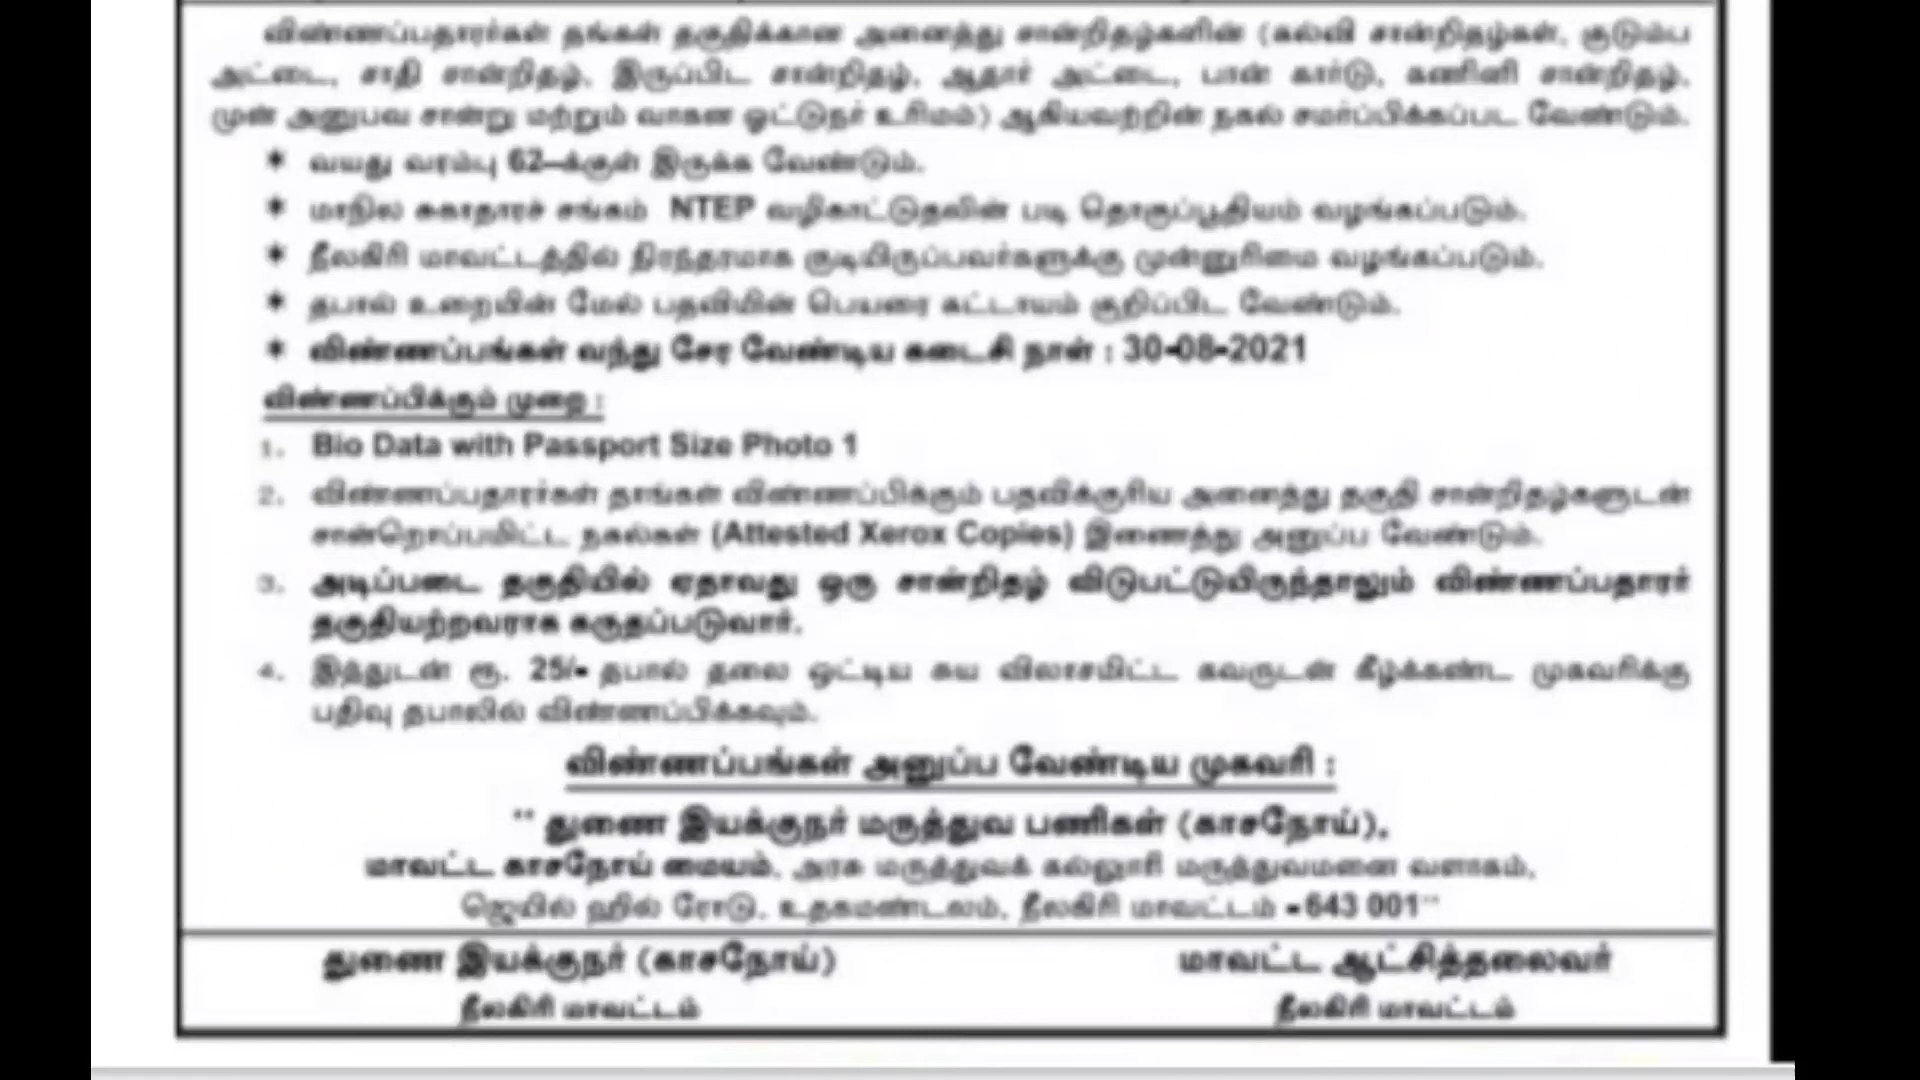 விண்ணப்பதாரர்கள் தங்கள் தகுதிக்கான அனைத்து சான்றிதழ்களின் (கல்வி சான்றிதழ்கள், குடும்ப
அட்டை, சாதி சான்றிதழ், இருப்பிட சான்றிதழ், ஆதார் அட்டை, பான் கார்டு, கணினி சான்றிதழ்,
முன் அனுபவ சான்று மற்றும் வாகன ஓட்டுநர் உரிமம்) ஆகியவற்றின் நகல் சமர்ப்பிக்கப்பட வேண்டும்.
* வயது வரம்பு 62–க்குள் இருக்க வேண்டும்.
* மாநில சுகாதாரச் சங்கம் NTEP வழிகாட்டுதலின் படி தொகுப்பூதியம் வழங்கப்படும்.
* நீலகிரி மாவட்டத்தில் நிரந்தரமாக குடியிருப்பவர்களுக்கு முன்னுரிமை வழங்கப்படும்.
* தபால் உறையின் மேல் பதவிமின் பெயரை கட்டாயம் குறிப்பிட வேண்டும்.
* விண்ணப்பங்கள் வந்து சேர வேண்டிய கடைசி நாள் : 30-08-2021
விண்ணப்பிக்கும் முறை :
1. Bio Data with Passport Size Photo 1
2. விண்ணப்பதாரர்கள் தாங்கள் விண்ணப்பிக்கும் பதவிக்குரிய அனைத்து தகுதி சான்றிதழ்களுடன்
சான்றொப்பமிட்ட நகல்கள் (Attested Xerox Copies) இணைத்து அனுப்ப வேண்டும்.
3. அடிப்படை தகுதியில் ஏதாவது ஒரு சான்றிதழ் விடுபட்டுயிருந்தாலும் விண்ணப்பதாரர்
தகுதியற்றவராக கருதப்படுவார்.
4. இத்துடன் ரூ. 25/- தபால் தலை ஒட்டிய சுய விலாசமிட்ட கவருடன் கீழ்க்கண்ட முகவரிக்கு
பதிவு தபாலில் விண்ணப்பிக்கவும்.
விண்ணப்பங்கள் அனுப்ப வேண்டிய முகவரி :
"துணை இயக்குநர் மருத்துவ பணிகள் (காசநோய்),
மாவட்ட காசநோய் மையம், அரசு மருத்துவக் கல்லூரி மருத்துவமனை வளாகம்,
ஜெயில் ஹில் ரோடு, உதகமண்டலம், நீலகிரி மாவட்டம் - 643 001"
துணை இயக்குநர் (காசநோய்) மாவட்ட ஆட்சித்தலைவர்
நீலகிரி மாவட்டம் நீலகிரி மாவட்டம்